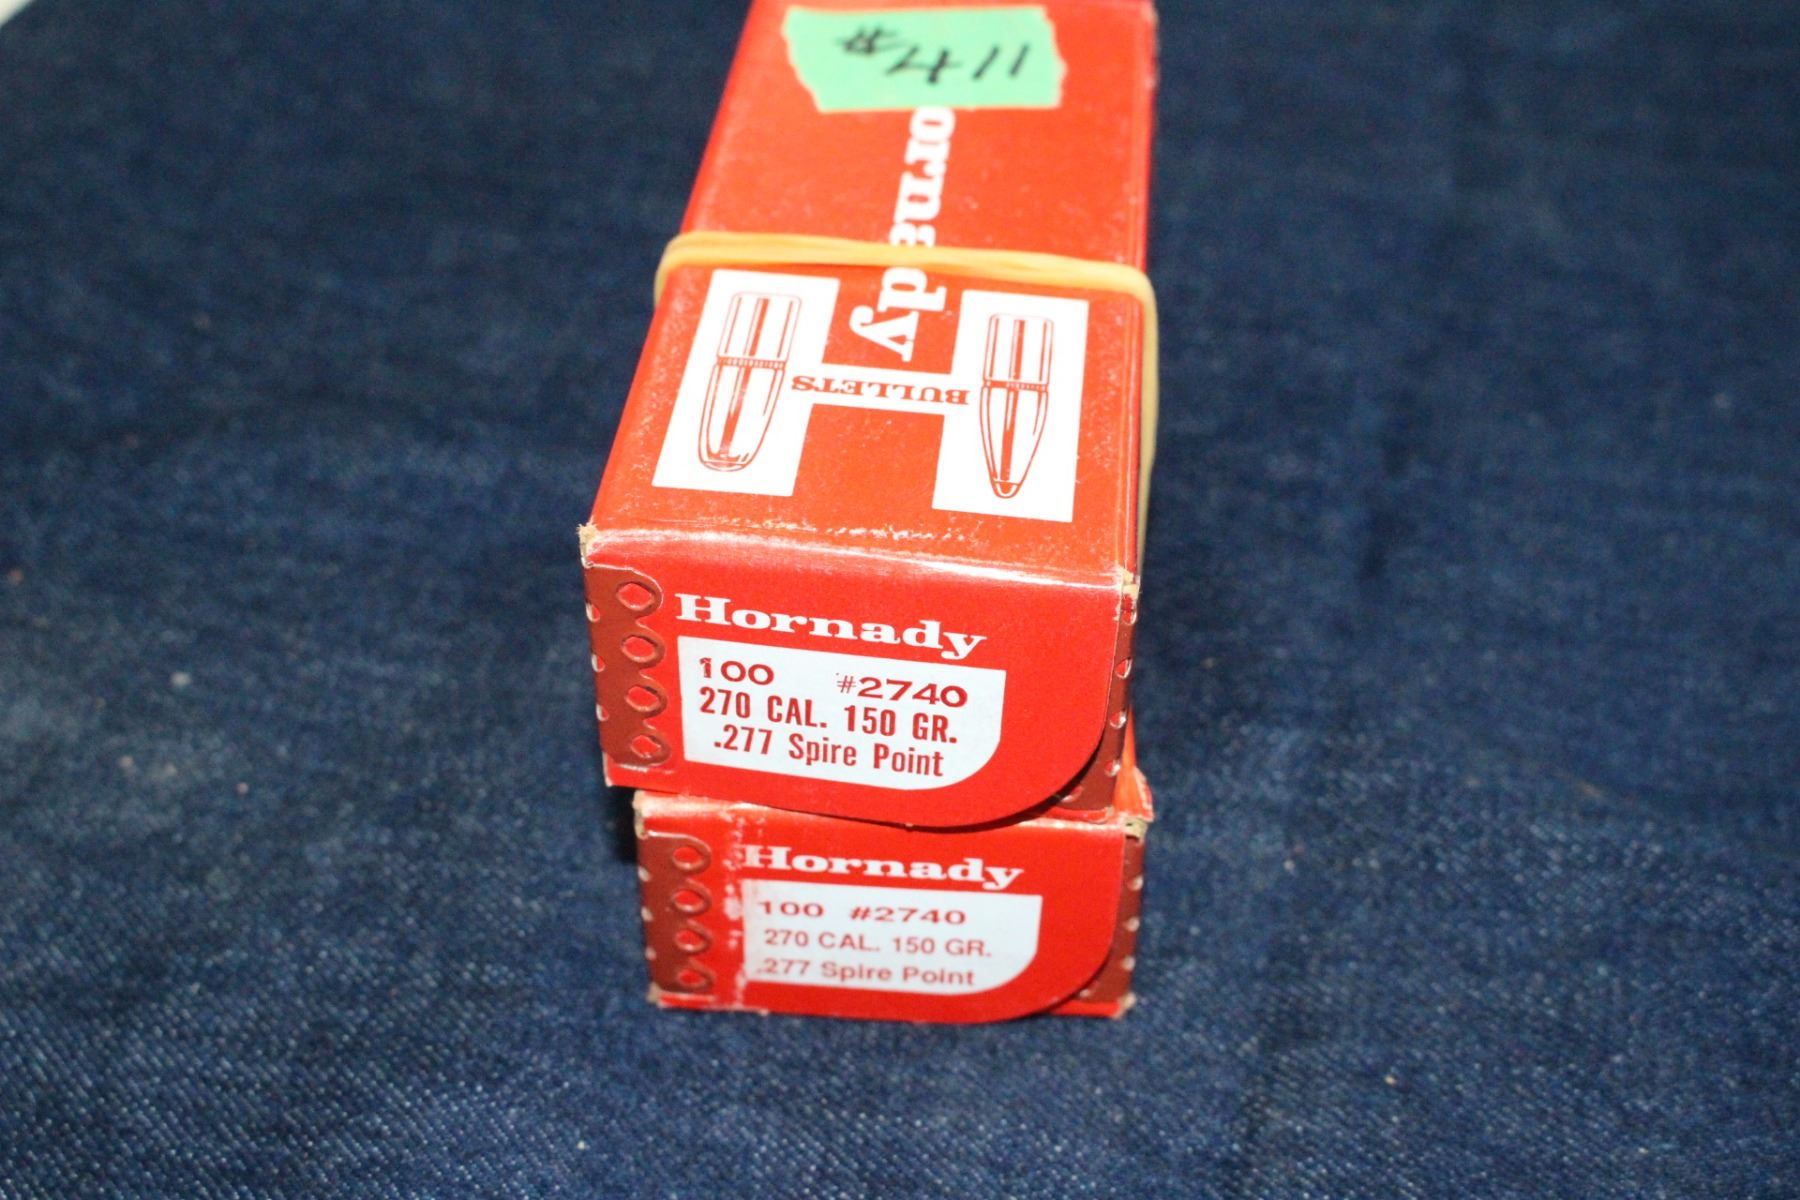 #411
ornady
BULLETS
Hornady
100 #2740
270 CAL. 150 GR.
.277 Spire Point
Hornady
100 #2740
270 CAL. 150 GR.
.277 Spire Point